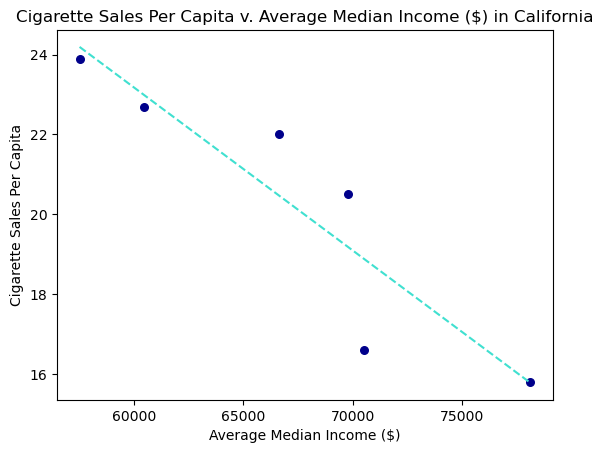 Cigarette Sales Per Capita v. Average Median Income ($) in California
Cigarette Sales Per Capita
24
22
20
18
16
60000 65000 70000 75000
Average Median Income ($)